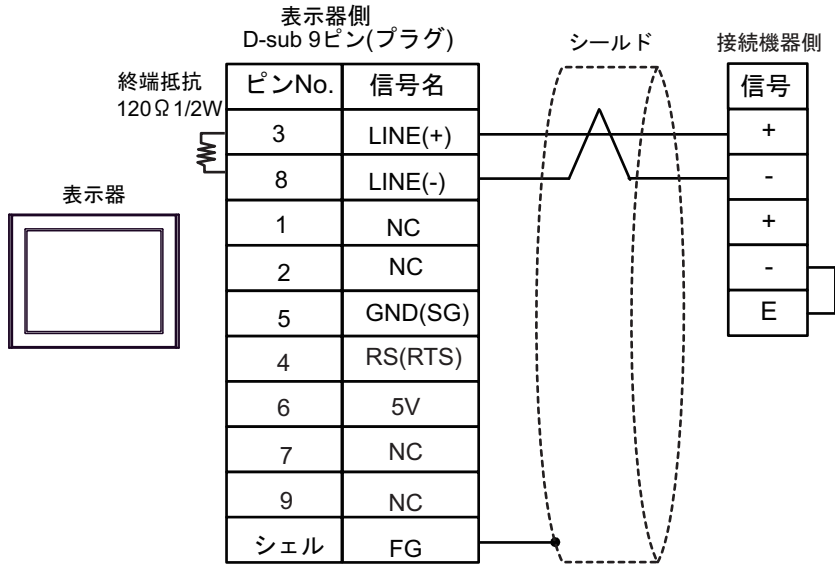 表示器側
D-sub 9ピン(プラグ)
シールド
接続機器側
終端抵抗
120Ω 1/2W
ピンNo. 信号名
信号
3 LINE(+)
+
8 LINE(-)
-
表示器
1 NC
+
2 NC
-
5 GND(SG)
E
4 RS(RTS)
6 5V
7 NC
9 NC
シェル FG